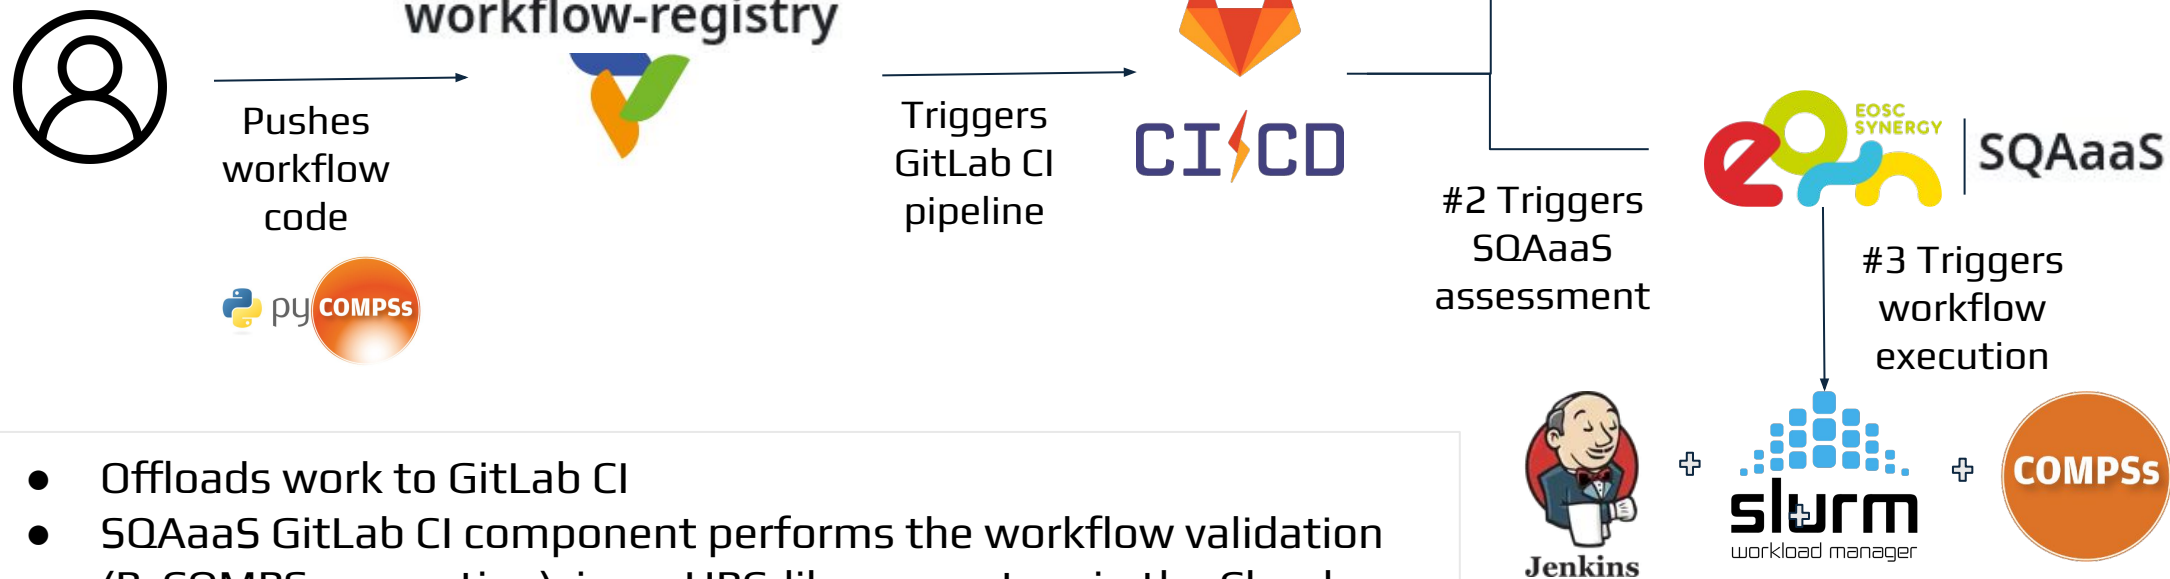 workflow-registry
Pushes
workflow
code
py COMPSs
Triggers
GitLab CI
pipeline
CI CD
#2 Triggers
SQAaaS
assessment
EOSC
SYNERGY
SQAaaS
#3 Triggers
workflow
execution
Jenkins
slurm
workload manager
COMPSs
● Offloads work to GitLab CI
● SQAaaS GitLab CI component performs the workflow validation